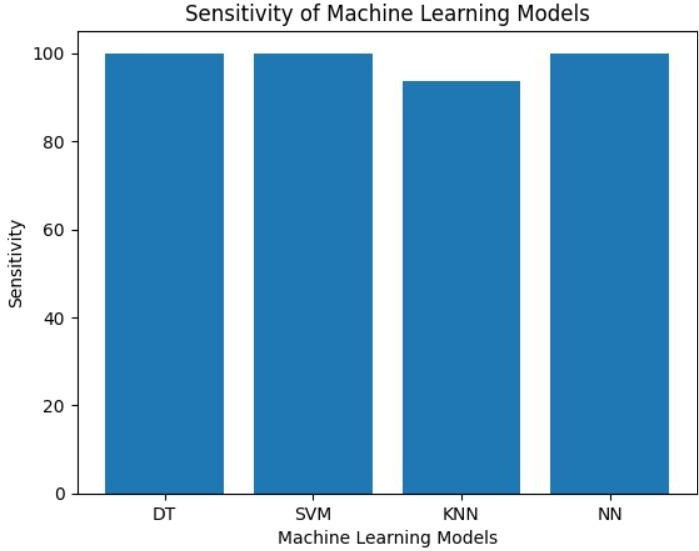 Sensitivity of Machine Learning Models
100
80
60
40
20
0
Sensitivity
DT SVM KNN NN
Machine Learning Models